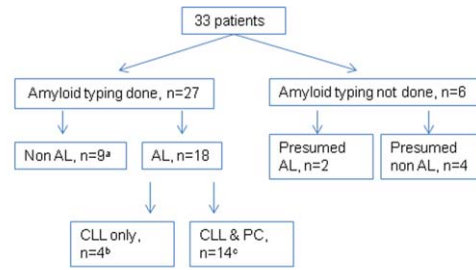 33 patients
Amyloid typing done, n=27
Amyloid typing not done, n=6
Non AL, n=9ᵃ
AL, n=18
Presumed
AL, n=2
Presumed
non AL, n=4
CLL only,
n=4ᵇ
CLL & PC,
n=14ᶜ